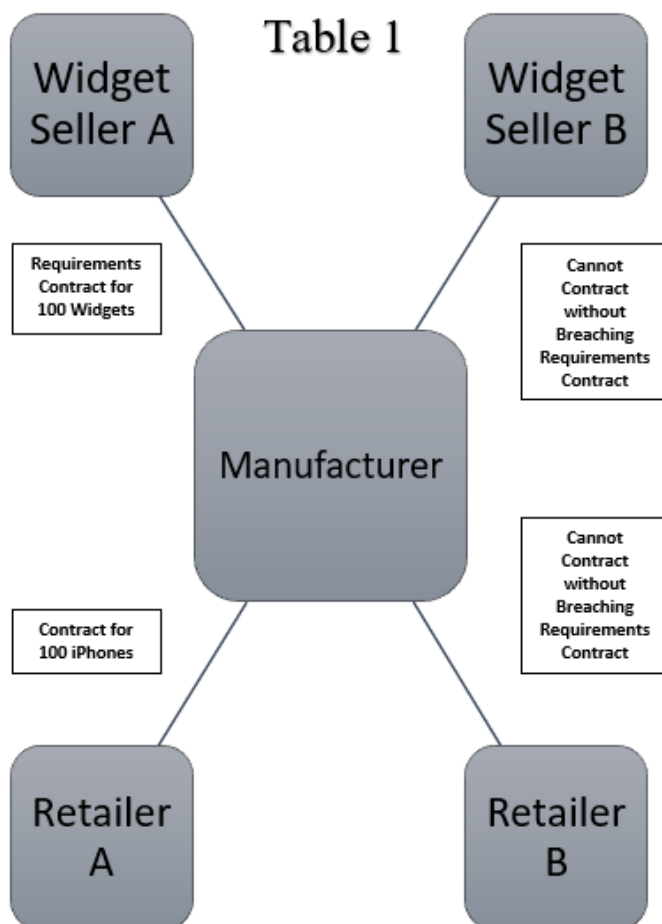 Table 1
Widget
Seller A
Widget
Seller B
Requirements
Contract for
100 Widgets
Cannot
Contract
without
Breaching
Requirements
Contract
Manufacturer
Contract for
100 iPhones
Cannot
Contract
without
Breaching
Requirements
Contract
Retailer
A
Retailer
B